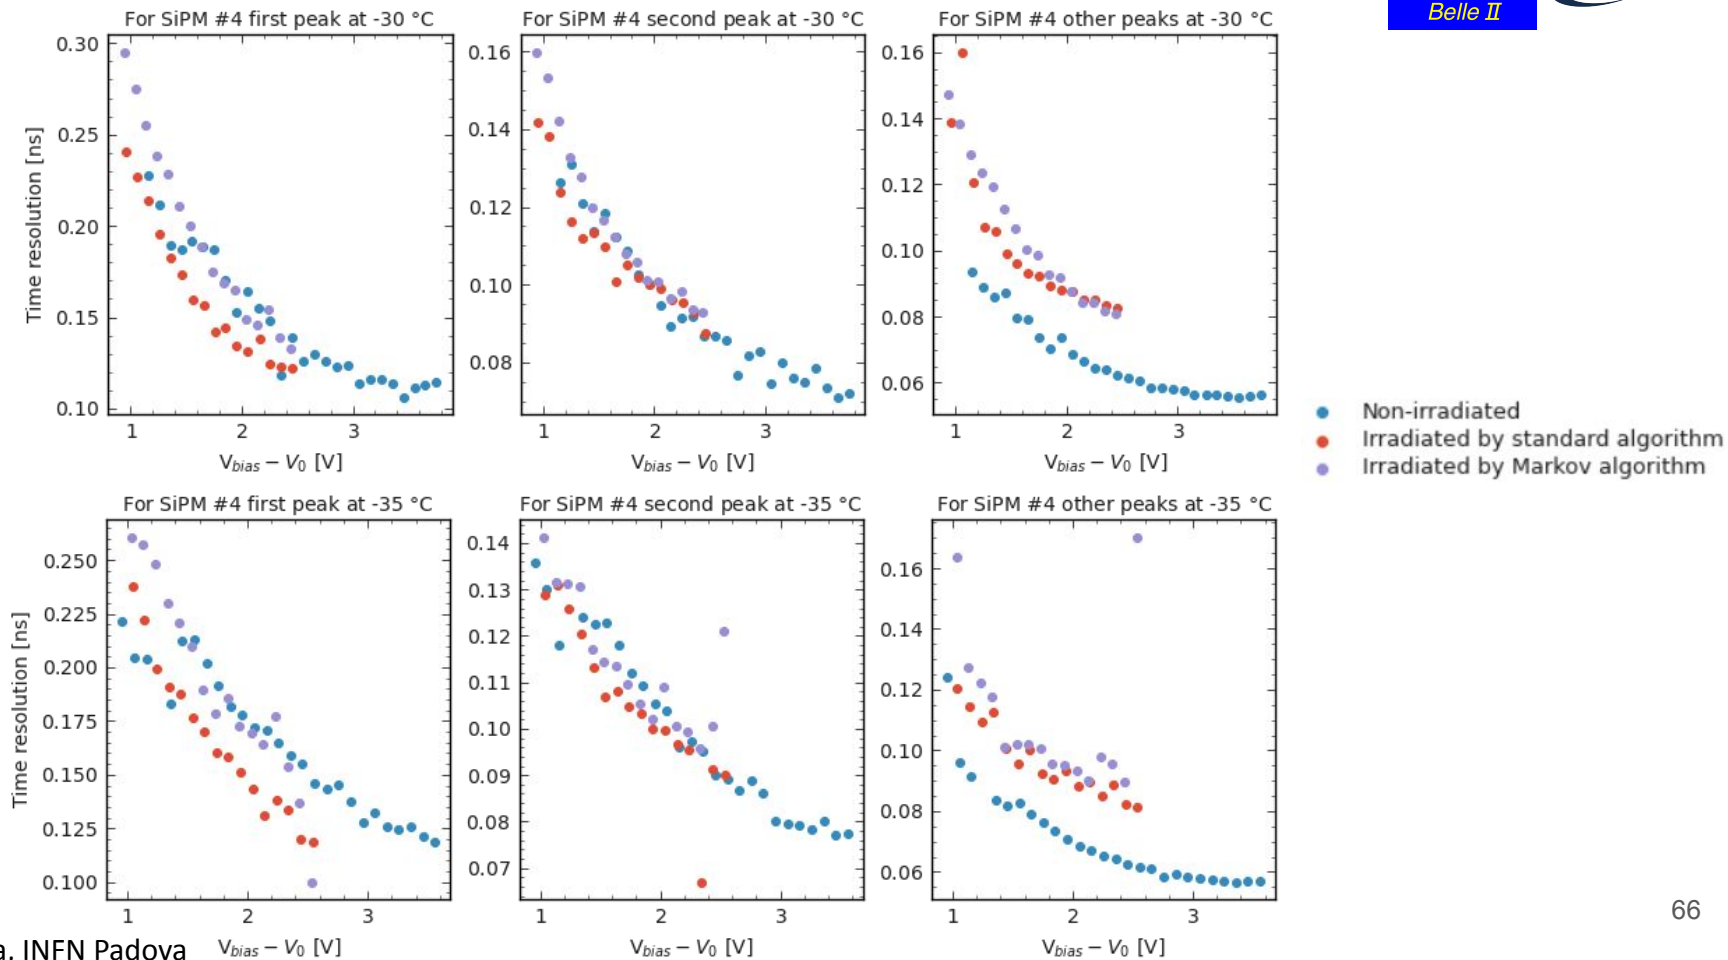 Belle II
For SiPM #4 first peak at -30 °C
For SiPM #4 second peak at -30 °C
For SiPM #4 other peaks at -30 °C
Time resolution [ns]
0.30
0.25
0.20
0.15
0.10
1 2 3
V_bias − V_0 [V]
0.16
0.14
0.12
0.10
0.08
1 2 3
V_bias − V_0 [V]
0.16
0.14
0.12
0.10
0.08
0.06
1 2 3
V_bias − V_0 [V]
Non-irradiated
Irradiated by standard algorithm
Irradiated by Markov algorithm
For SiPM #4 first peak at -35 °C
For SiPM #4 second peak at -35 °C
For SiPM #4 other peaks at -35 °C
Time resolution [ns]
0.250
0.225
0.200
0.175
0.150
0.125
0.100
1 2 3
V_bias − V_0 [V]
0.14
0.13
0.12
0.11
0.10
0.09
0.08
0.07
1 2 3
V_bias − V_0 [V]
0.16
0.14
0.12
0.10
0.08
0.06
1 2 3
V_bias − V_0 [V]
66
a, INFN Padova